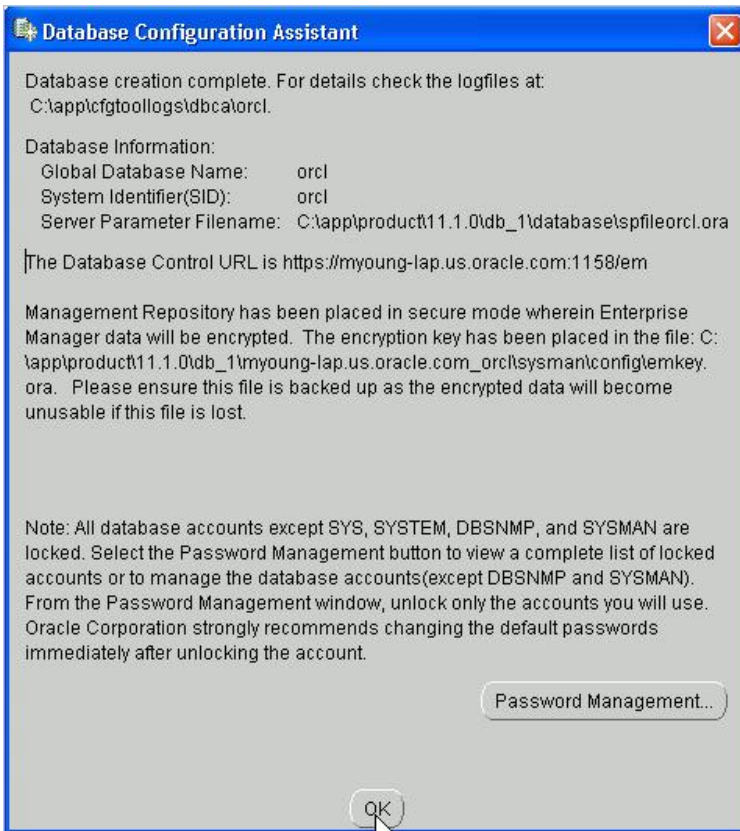 Database Configuration Assistant
Database creation complete. For details check the logfiles at:
C:\app\cfgtoollogs\dbca\orcl.
Database Information:
Global Database Name: orcl
System Identifier(SID): orcl
Server Parameter Filename: C:\app\product\11.1.0\db_1\database\spfileorcl.ora
The Database Control URL is https://myoung-lap.us.oracle.com:1158/em
Management Repository has been placed in secure mode wherein Enterprise
Manager data will be encrypted. The encryption key has been placed in the file: C:
\app\product\11.1.0\db_1\myoung-lap.us.oracle.com_orcl\sysman\config\emkey.
ora. Please ensure this file is backed up as the encrypted data will become
unusable if this file is lost.
Note: All database accounts except SYS, SYSTEM, DBSNMP, and SYSMAN are
locked. Select the Password Management button to view a complete list of locked
accounts or to manage the database accounts(except DBSNMP and SYSMAN).
From the Password Management window, unlock only the accounts you will use.
Oracle Corporation strongly recommends changing the default passwords
immediately after unlocking the account.
Password Management...
OK